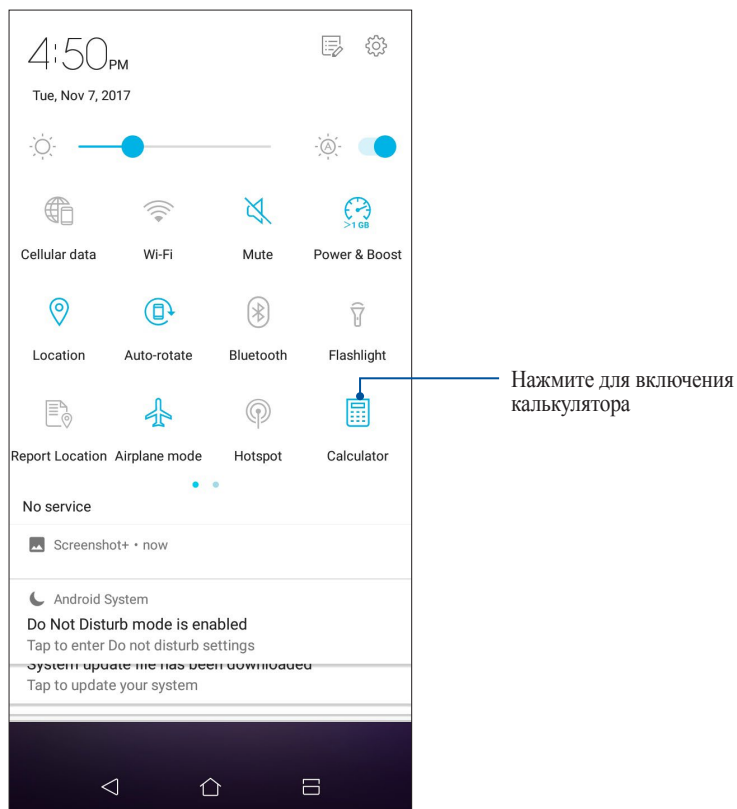 4:50PM
Tue, Nov 7, 2017
A
>1 GB
Cellular data Wi-Fi Mute Power & Boost
Location Auto-rotate Bluetooth Flashlight
Нажмите для включения
калькулятора
Report Location Airplane mode Hotspot Calculator
No service
Screenshot+ • now
Android System
Do Not Disturb mode is enabled
Tap to enter Do not disturb settings
System update file has been downloaded
Tap to update your system